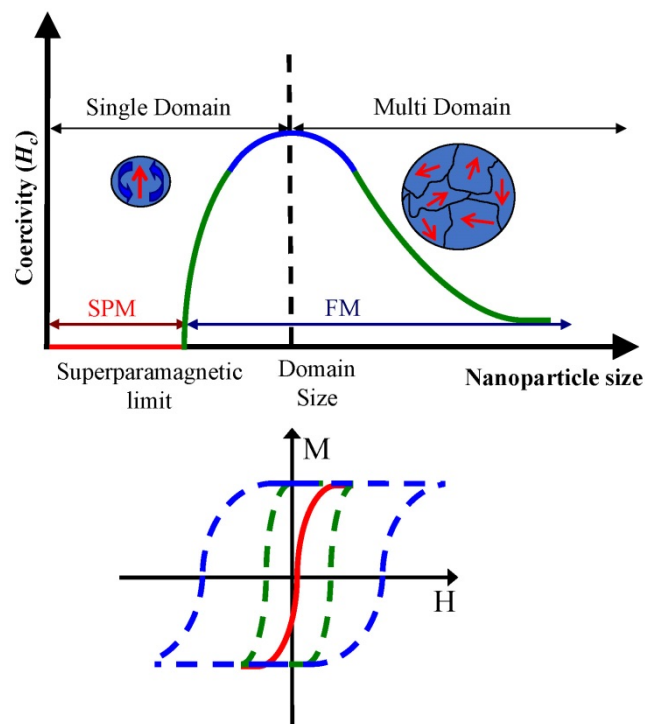 Single Domain
Multi Domain
Coercivity (Hc)
SPM
FM
Superparamagnetic
limit
Domain
Size
Nanoparticle size
M
H